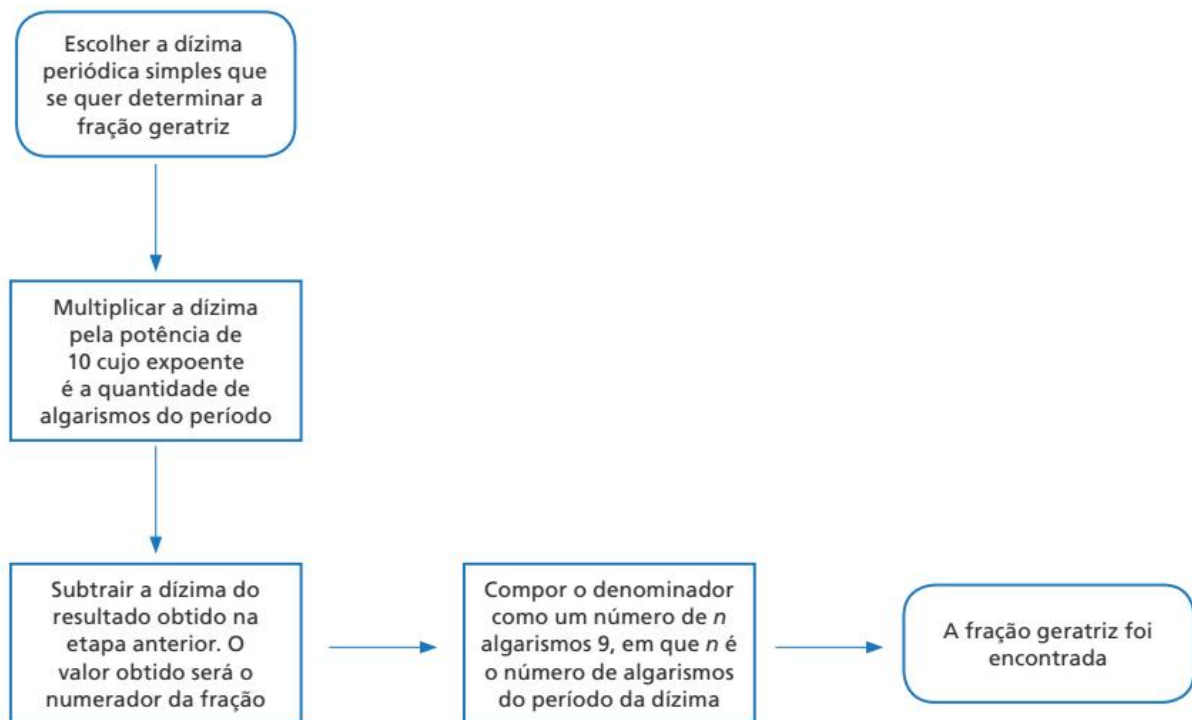 Escolher a dízima
periódica simples que
se quer determinar a
fração geratriz
Multiplicar a dízima
pela potência de
10 cujo expoente
é a quantidade de
algarismos do período
Subtrair a dízima do
resultado obtido na
etapa anterior. O
valor obtido será o
numerador da fração
Compor o denominador
como um número de n
algarismos 9, em que n é
o número de algarismos
do período da dízima
A fração geratriz foi
encontrada